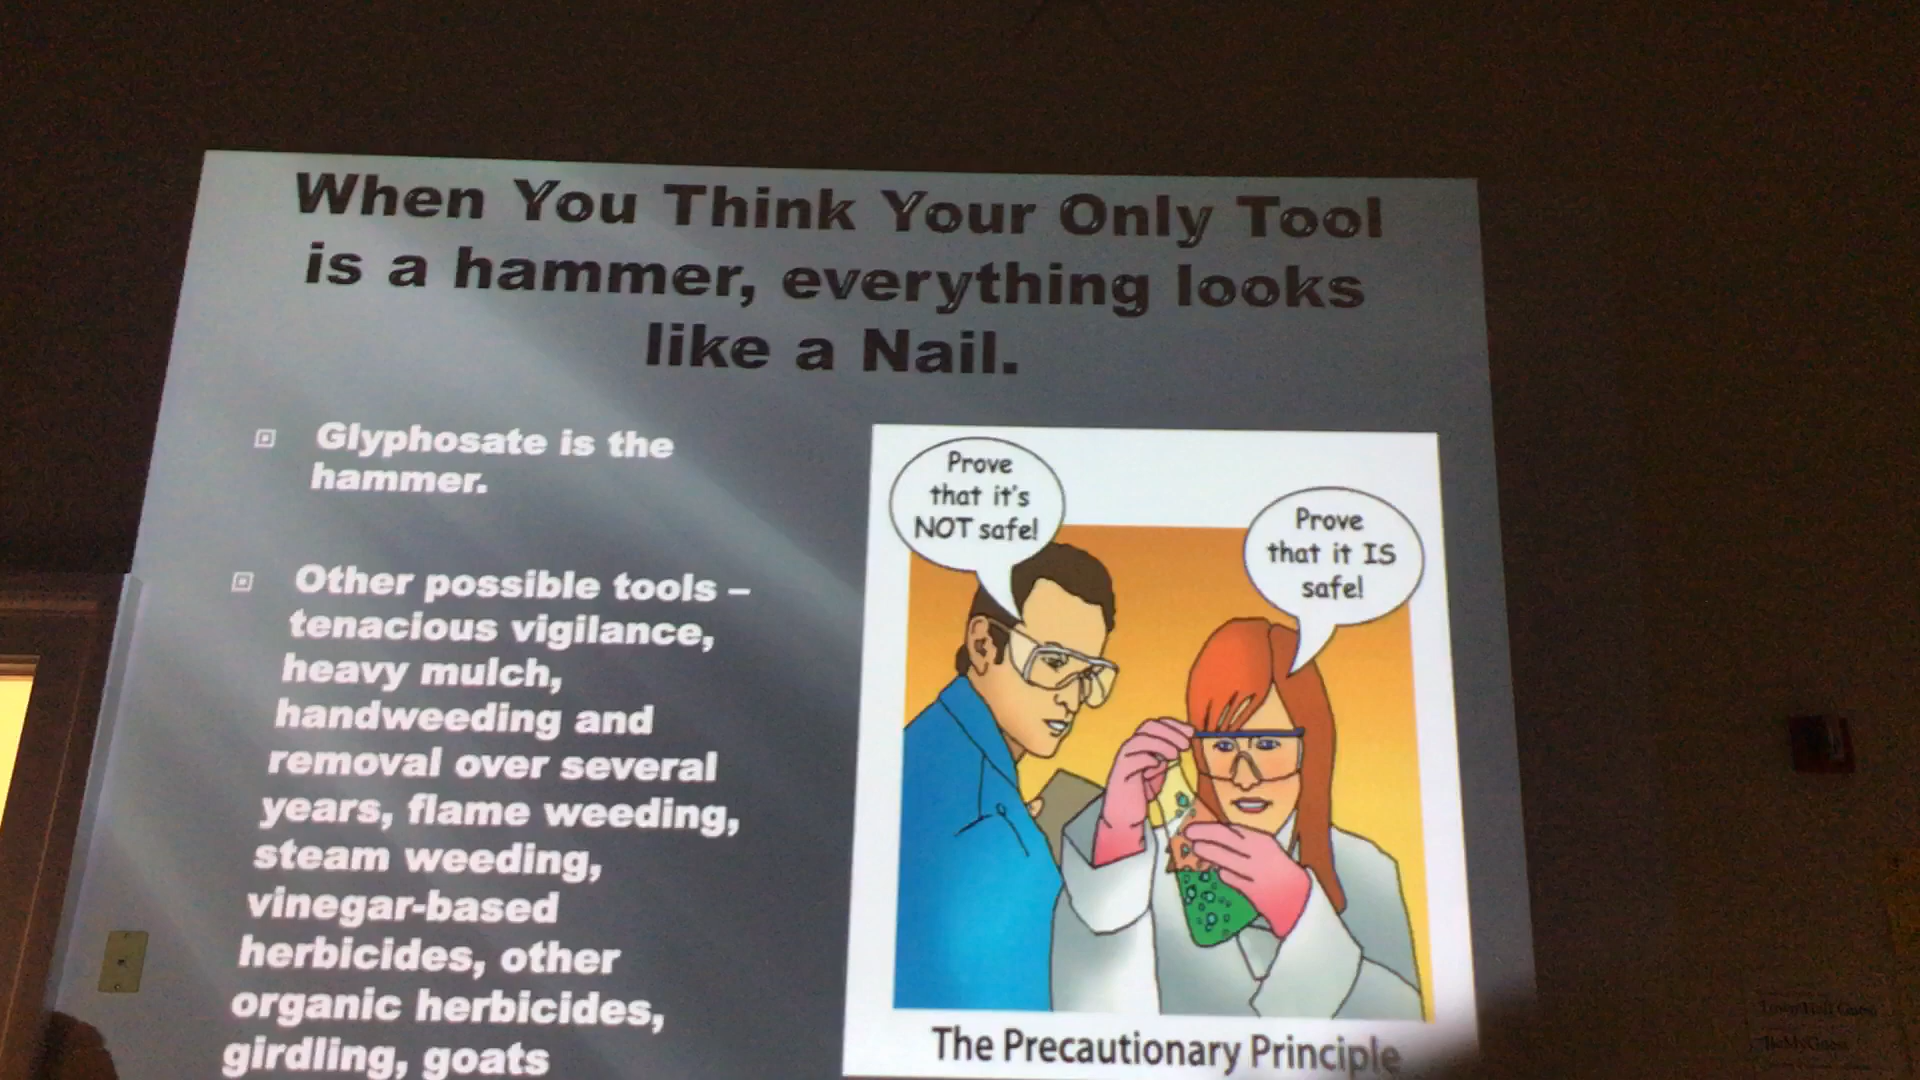 When You Think Your Only Tool
is a hammer, everything looks
like a Nail.
Glyphosate is the
hammer.
Other possible tools –
tenacious vigilance,
heavy mulch,
handweeding and
removal over several
years, flame weeding,
steam weeding,
vinegar-based
herbicides, other
organic herbicides,
girdling, goats
Prove
that it's
NOT safe!
Prove
that it IS
safe!
The Precautionary Principle